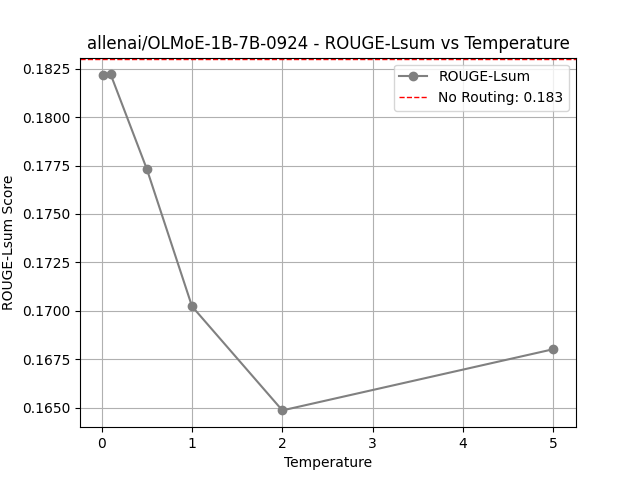 allenai/OLMoE-1B-7B-0924 - ROUGE-Lsum vs Temperature
ROUGE-Lsum
No Routing: 0.183
ROUGE-Lsum Score
0.1825
0.1800
0.1775
0.1750
0.1725
0.1700
0.1675
0.1650
0 1 2 3 4 5
Temperature